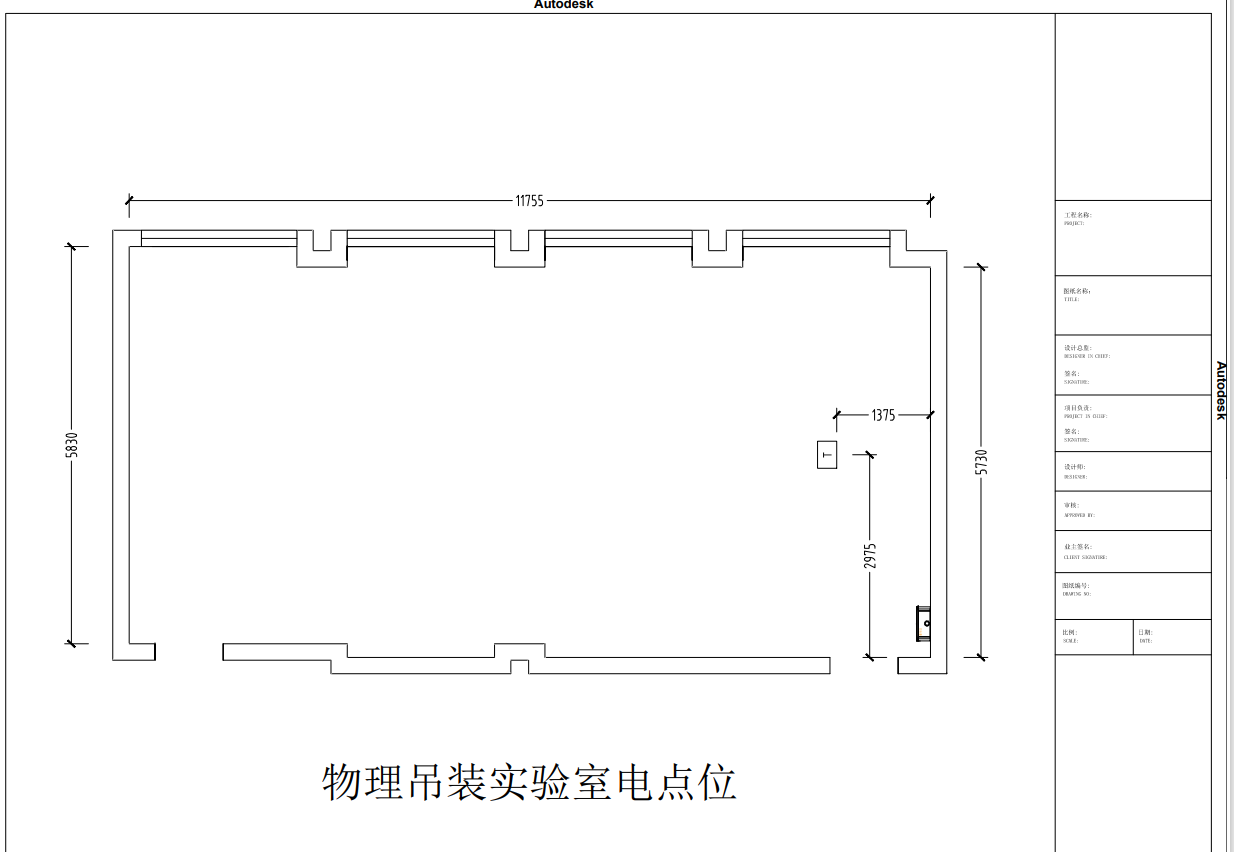 Autodesk
11755
5830
1375
T
2975
5730
物理吊装实验室电点位
工程名称:
PROJECT:
图纸名称:
TITLE:
设计总监:
DESIGNER IN CHIEF:
签名:
SIGNATURE:
项目负责:
PROJECT IN CHIEF:
签名:
SIGNATURE:
设计师:
DESIGNER:
审核:
APPROVED BY:
业主签名:
CLIENT SIGNATURE:
图纸编号:
DRAWING NO:
比例:
SCALE:
日期:
DATE:
Autodesk